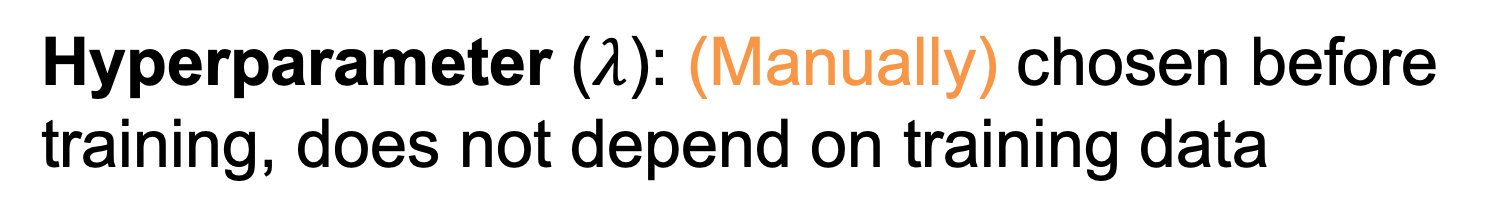 Hyperparameter (λ): (Manually) chosen before
training, does not depend on training data